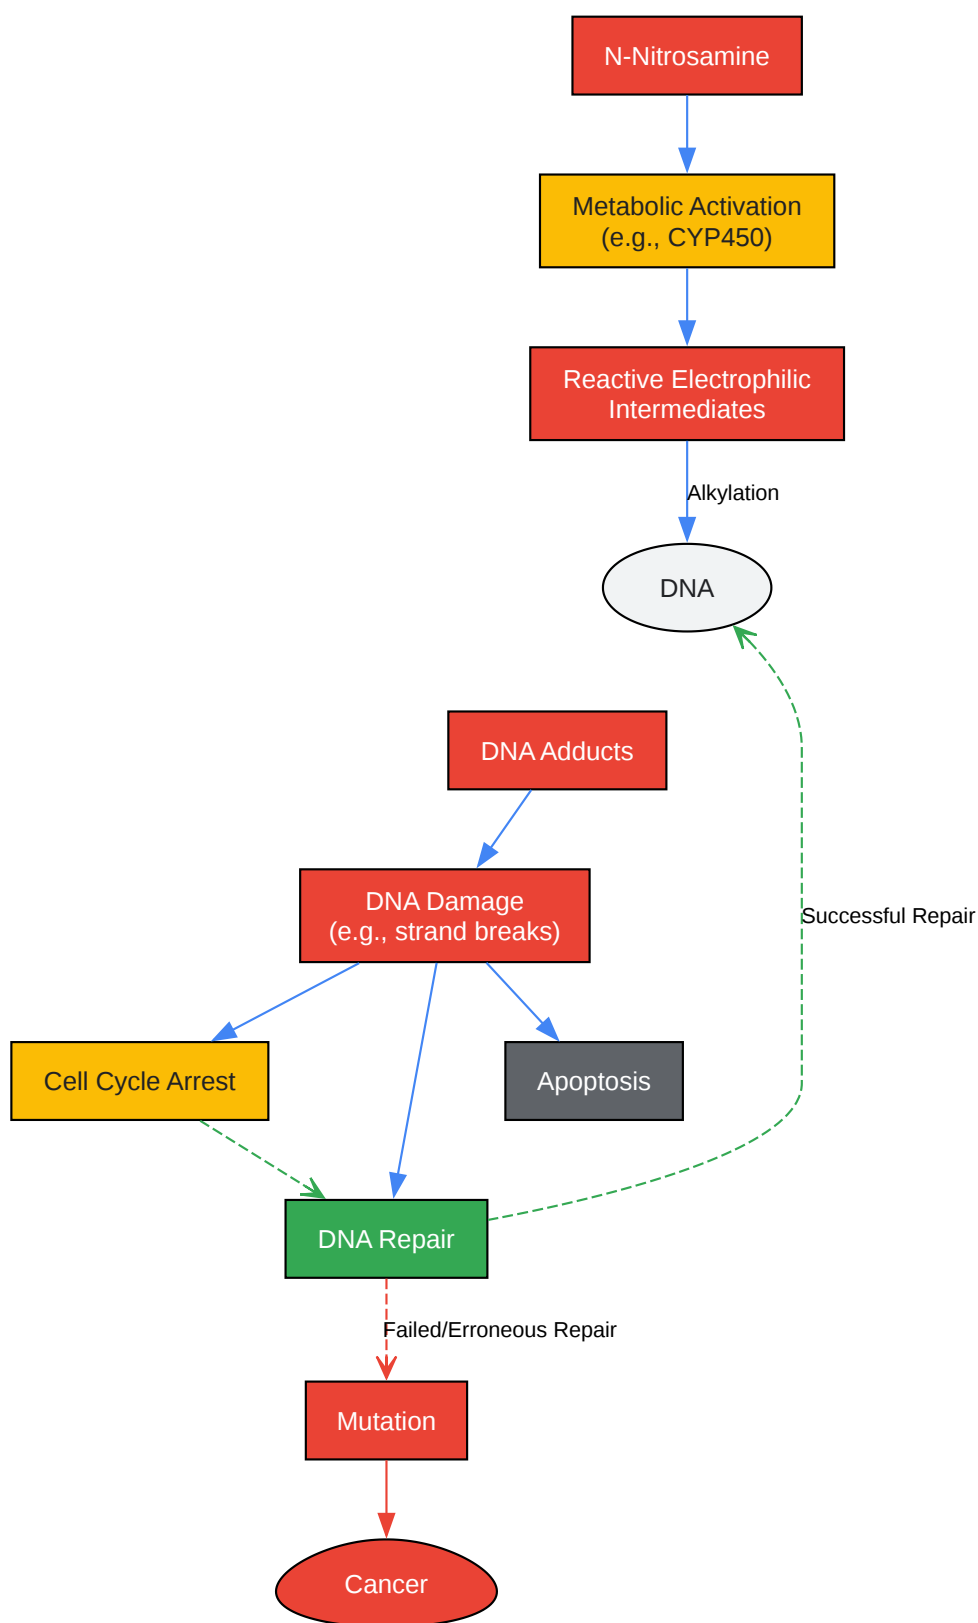 N-Nitrosamine
Metabolic Activation
(e.g., CYP450)
Reactive Electrophilic
Intermediates
Alkylation
DNA
DNA Adducts
DNA Damage
(e.g., strand breaks)
Successful Repair
Cell Cycle Arrest
Apoptosis
DNA Repair
Failed/Erroneous Repair
Mutation
Cancer